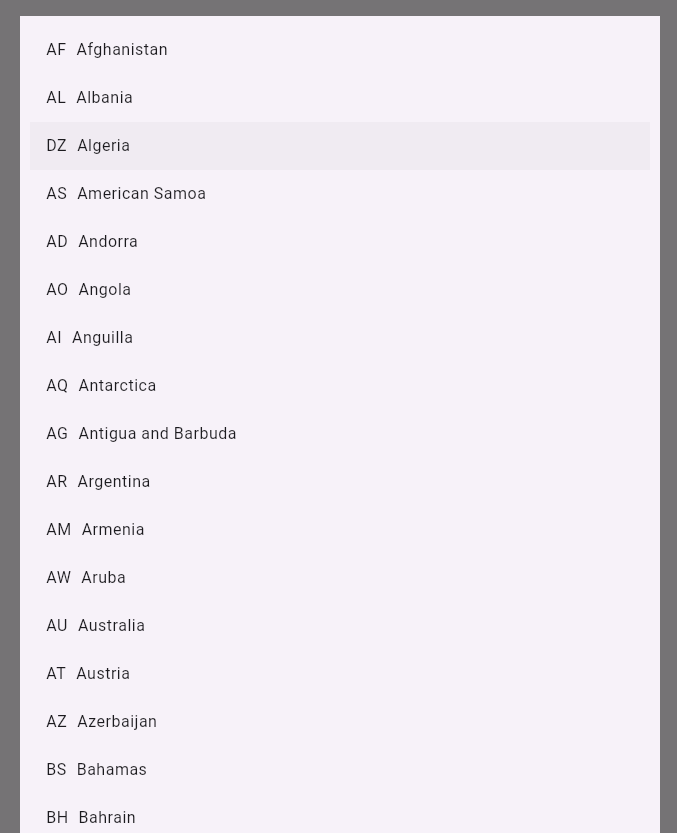 AF Afghanistan
AL Albania
DZ Algeria
AS American Samoa
AD Andorra
AO Angola
AI Anguilla
AQ Antarctica
AG Antigua and Barbuda
AR Argentina
AM Armenia
AW Aruba
AU Australia
AT Austria
AZ Azerbaijan
BS Bahamas
BH Bahrain